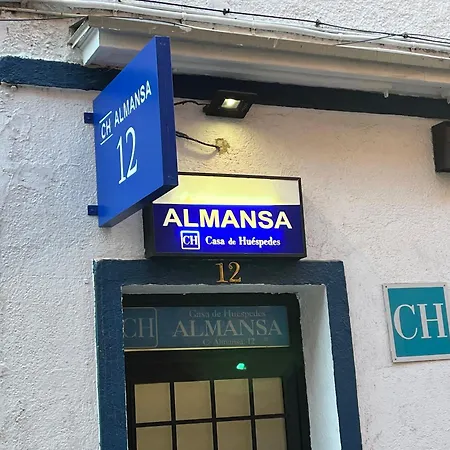 CH ALMANSA
12
ALMANSA
CH Casa de Huéspedes
12
Casa de Huéspedes
CH ALMANSA
C/ Almansa, 12
CH